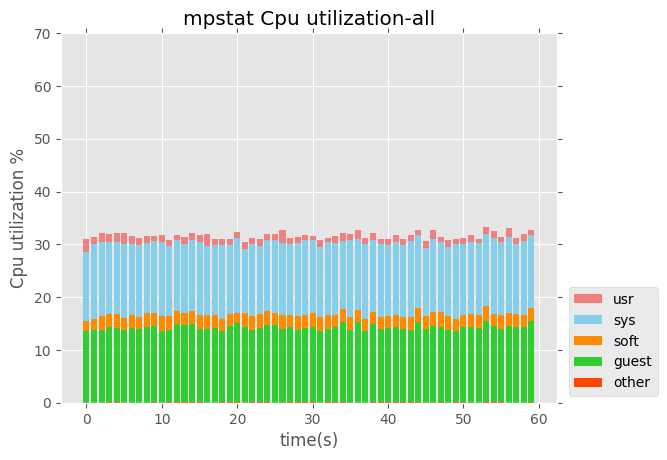 mpstat Cpu utilization-all
Cpu utilization %
70
60
50
40
30
20
10
0
0 10 20 30 40 50 60
time(s)
usr
sys
soft
guest
other